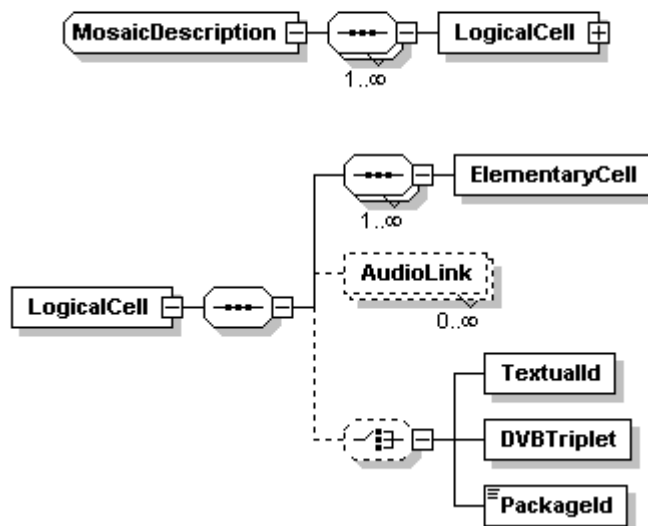 MosaicDescription
LogicalCell
1..∞
ElementaryCell
1..∞
AudioLink
0..∞
LogicalCell
TextualId
DVBTriplet
PackageId